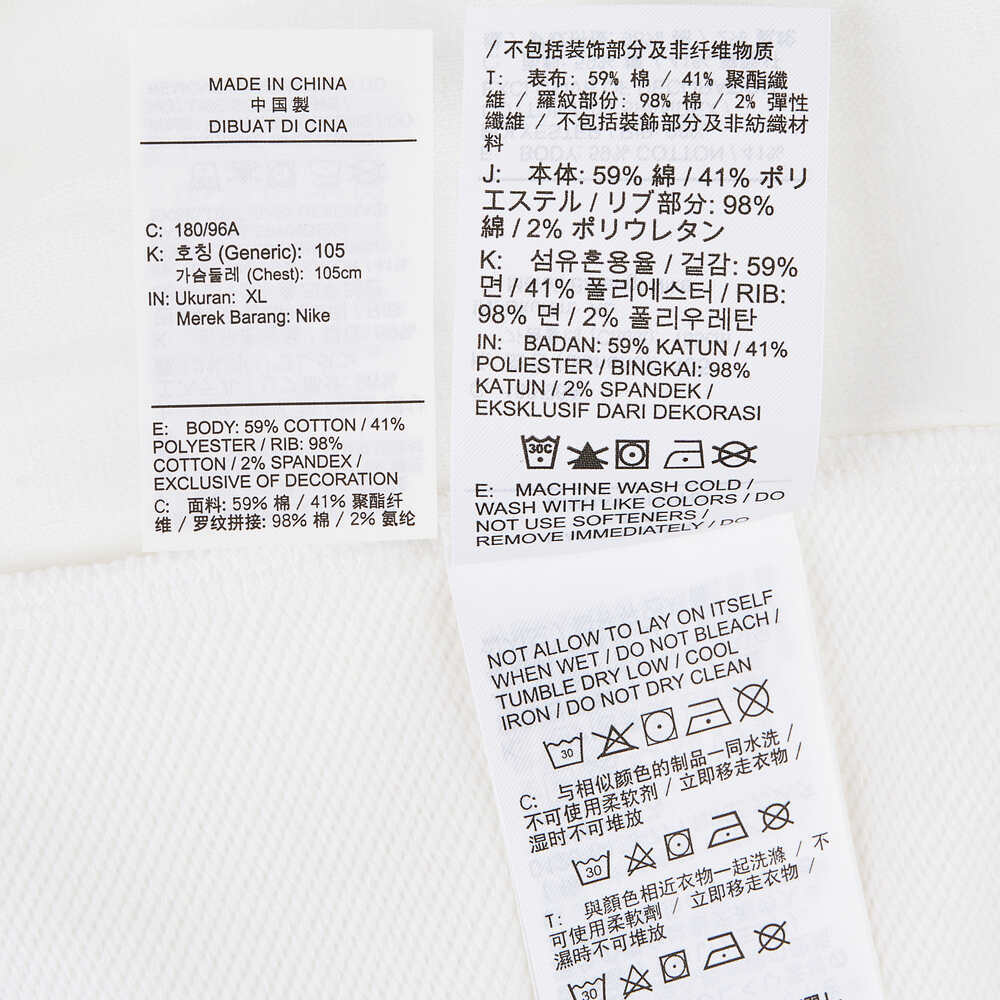 MADE IN CHINA
中国製
DIBUAT DI CINA
C: 180/96A
K: 호칭 (Generic): 105
가슴둘레 (Chest): 105cm
IN: Ukuran: XL
Merek Barang: Nike
E: BODY: 59% COTTON / 41%
POLYESTER / RIB: 98%
COTTON / 2% SPANDEX /
EXCLUSIVE OF DECORATION
C: 面料: 59% 棉 / 41% 聚酯纤
维 / 罗纹拼接: 98% 棉 / 2% 氨纶
/ 不包括装饰部分及非纤维物质
T: 表布: 59% 棉 / 41% 聚酯纖
維 / 羅紋部份: 98% 棉 / 2% 彈性
纖維 / 不包括裝飾部分及非紡織材
料
J: 本体: 59% 綿 / 41% ポリ
エステル / リブ部分: 98%
綿 / 2% ポリウレタン
K: 섬유혼용율 / 겉감: 59%
면 / 41% 폴리에스터 / RIB:
98% 면 / 2% 폴리우레탄
IN: BADAN: 59% KATUN / 41%
POLIESTER / BINGKAI: 98%
KATUN / 2% SPANDEK /
EKSKLUSIF DARI DEKORASI
30C
E: MACHINE WASH COLD /
WASH WITH LIKE COLORS / DO
NOT USE SOFTENERS /
REMOVE IMMEDIATELY / DO
NOT ALLOW TO LAY ON ITSELF
WHEN WET / DO NOT BLEACH /
TUMBLE DRY LOW / COOL
IRON / DO NOT DRY CLEAN
30
C: 与相似颜色的制品一同水洗 /
不可使用柔软剂 / 立即移走衣物 /
湿时不可堆放
30
T: 與顏色相近衣物一起洗滌 / 不
可使用柔軟劑 / 立即移走衣物 /
濕時不可堆放
30